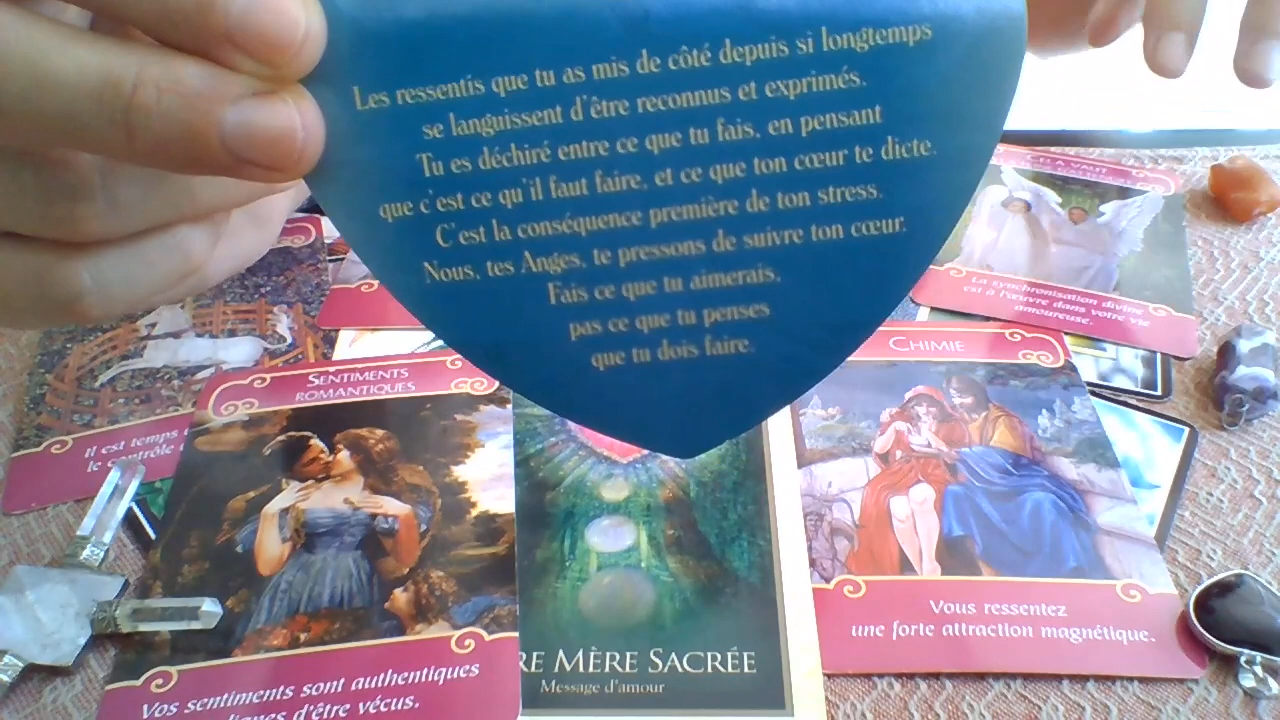 Les ressentis que tu as mis de côté depuis si longtemps
se languissent d'être reconnus et exprimés.
Tu es déchiré entre ce que tu fais, en pensant
que c'est ce qu'il faut faire, et ce que ton cœur te dicte.
C'est la conséquence première de ton stress.
Nous, tes Anges, te pressons de suivre ton cœur.
Fais ce que tu aimerais,
pas ce que tu penses
que tu dois faire.
CELA VAUT
La synchronisation divine
est à l'œuvre dans votre vie
amoureuse.
Il est temps
le contrôle
SENTIMENTS
ROMANTIQUES
Vos sentiments sont authentiques
d'être vécus.
RE MÈRE SACRÉE
Message d'amour
CHIMIE
Vous ressentez
une forte attraction magnétique.